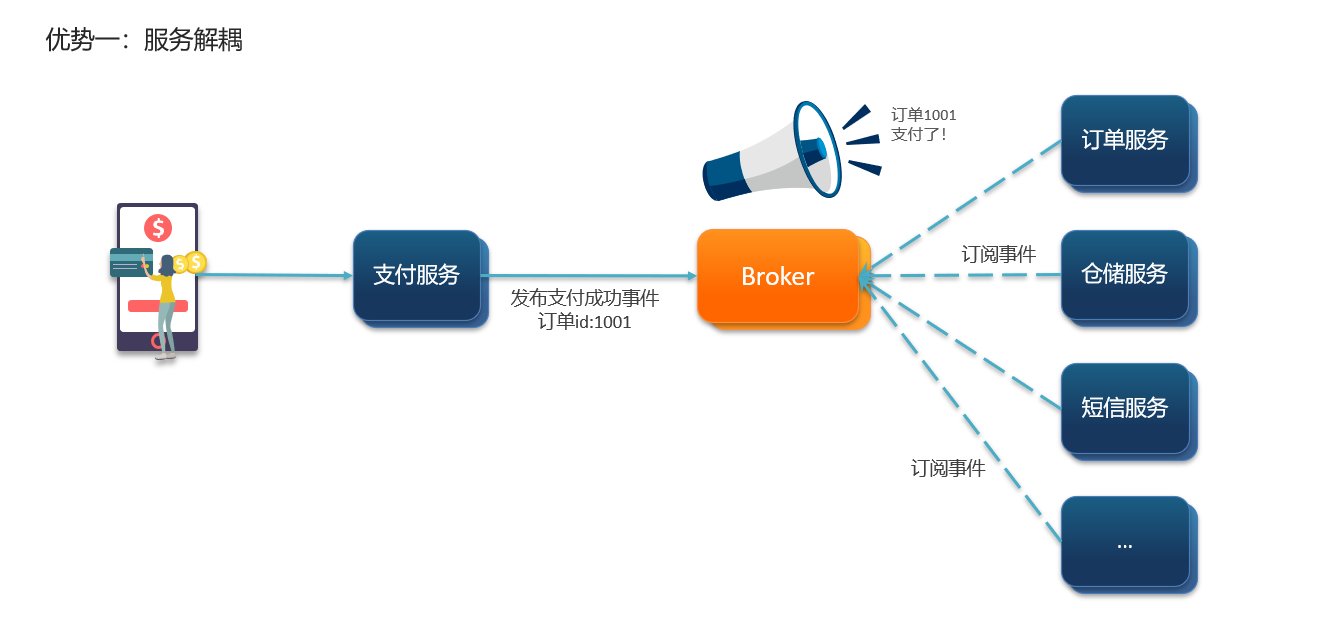 优势一：服务解耦
订单1001
支付了！
订单服务
支付服务
发布支付成功事件
订单id:1001
Broker
订阅事件
仓储服务
短信服务
订阅事件
...
$
$
$